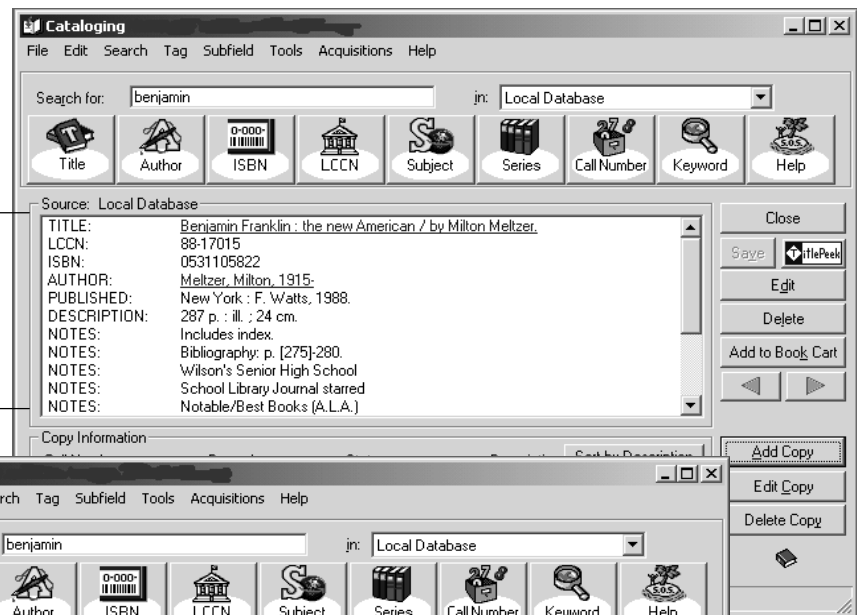 Cataloging
File Edit Search Tag Subfield Tools Acquisitions Help
Search for: benjamin in: Local Database
0-000-
27 8
S.O.S.
Title Author ISBN LCCN Subject Series Call Number Keyword Help
Source: Local Database
TITLE: Benjamin Franklin : the new American / by Milton Meltzer.
LCCN: 88-17015
ISBN: 0531105822
AUTHOR: Meltzer, Milton, 1915-
PUBLISHED: New York : F. Watts, 1988.
DESCRIPTION: 287 p. : ill. ; 24 cm.
NOTES: Includes index.
NOTES: Bibliography: p. [275]-280.
NOTES: Wilson's Senior High School
NOTES: School Library Journal starred
NOTES: Notable/Best Books (A.L.A.)
Close
Save TitlePeek
Edit
Delete
Add to Book Cart
Copy Information
Sort by Description
Add Copy
Edit Copy
Delete Copy
rch Tag Subfield Tools Acquisitions Help
benjamin in: Local Database
0-000-
27 8
S.O.S.
Author ISBN LCCN Subject Series Call Number Keyword Help